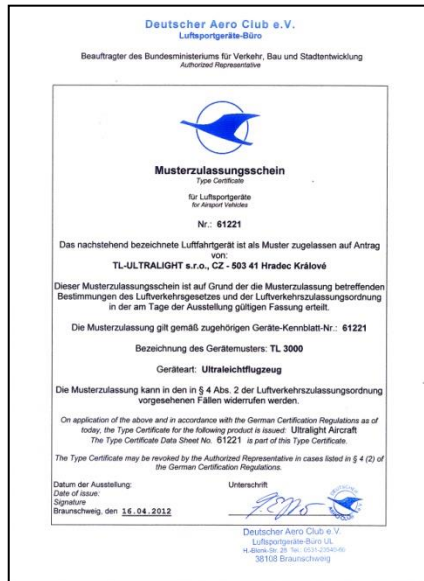 Deutscher Aero Club e.V.
Luftsportgeräte-Büro
Beauftragter des Bundesministeriums für Verkehr, Bau und Stadtentwicklung
Authorized Representative
Musterzulassungsschein
Type Certificate
für Luftsportgeräte
for Airsport Vehicles
Nr.: 61221
Das nachstehend bezeichnete Luftfahrtgerät ist als Muster zugelassen auf Antrag
von:
TL-ULTRALIGHT s.r.o., CZ - 503 41 Hradec Králové
Dieser Musterzulassungsschein ist auf Grund der die Musterzulassung betreffenden
Bestimmungen des Luftverkehrsgesetzes und der Luftverkehrszulassungsordnung
in der am Tage der Ausstellung gültigen Fassung erteilt.
Die Musterzulassung gilt gemäß zugehörigen Geräte-Kennblatt-Nr.: 61221
Bezeichnung des Gerätemusters: TL 3000
Geräteart: Ultraleichtflugzeug
Die Musterzulassung kann in den in § 4 Abs. 2 der Luftverkehrszulassungsordnung
vorgesehenen Fällen widerrufen werden.
On application of the above and in accordance with the German Certification Regulations as of
today, the Type Certificate for the following product is issued: Ultralight Aircraft
The Type Certificate Data Sheet No. 61221 is part of this Type Certificate.
The Type Certificate may be revoked by the Authorized Representative in cases listed in § 4 (2) of
the German Certification Regulations.
Datum der Ausstellung: Unterschrift
Date of issue:
Signature
Braunschweig, den 16.04.2012
DEUTSCHER
Deutscher Aero Club e.V.
Luftsportgeräte-Büro UL
38108 Braunschweig